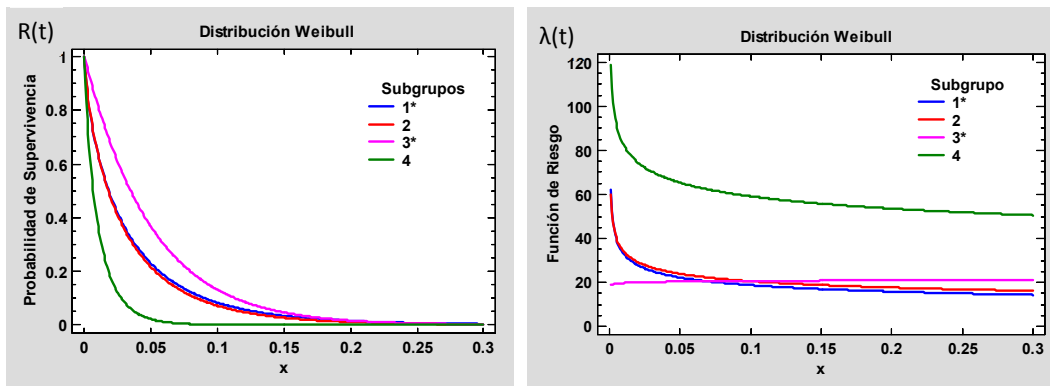 R(t)
Distribución Weibull
Probabilidad de Supervivencia
1
0.8
0.6
0.4
0.2
0
Subgrupos
1*
2
3*
4
0 0.05 0.1 0.15 0.2 0.25 0.3
x
λ(t)
Distribución Weibull
Función de Riesgo
120
100
80
60
40
20
0
Subgrupo
1*
2
3*
4
0 0.05 0.1 0.15 0.2 0.25 0.3
x